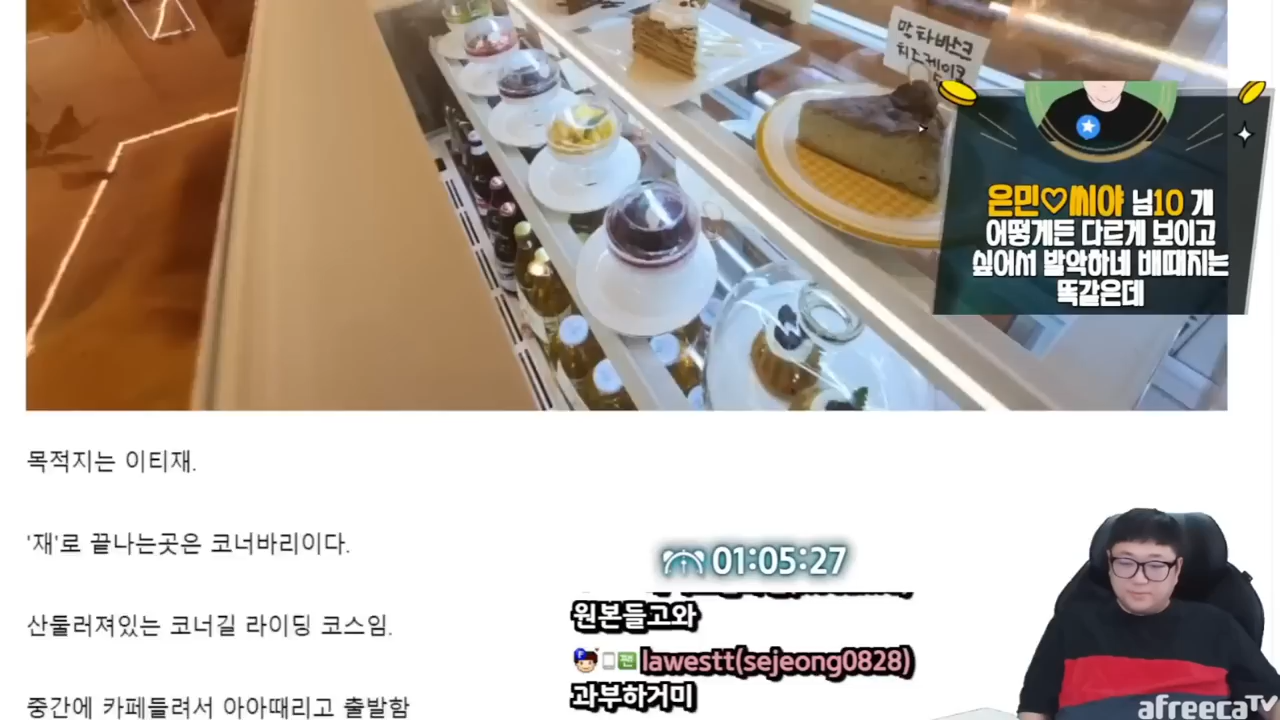 막차바스크
치즈케이크
은민♡씨야 님10 개
어떻게든 다르게 보이고
싶어서 발악하네 배때지는
똑같은데
목적지는 이티재.
'재'로 끝나는곳은 코너바리이다.
01:05:27
원본들고와
산둘러져있는 코너길 라이딩 코스임.
lawestt(sejeong0828)
과부하거미
중간에 카페들려서 아아때리고 출발함
afreecaTV